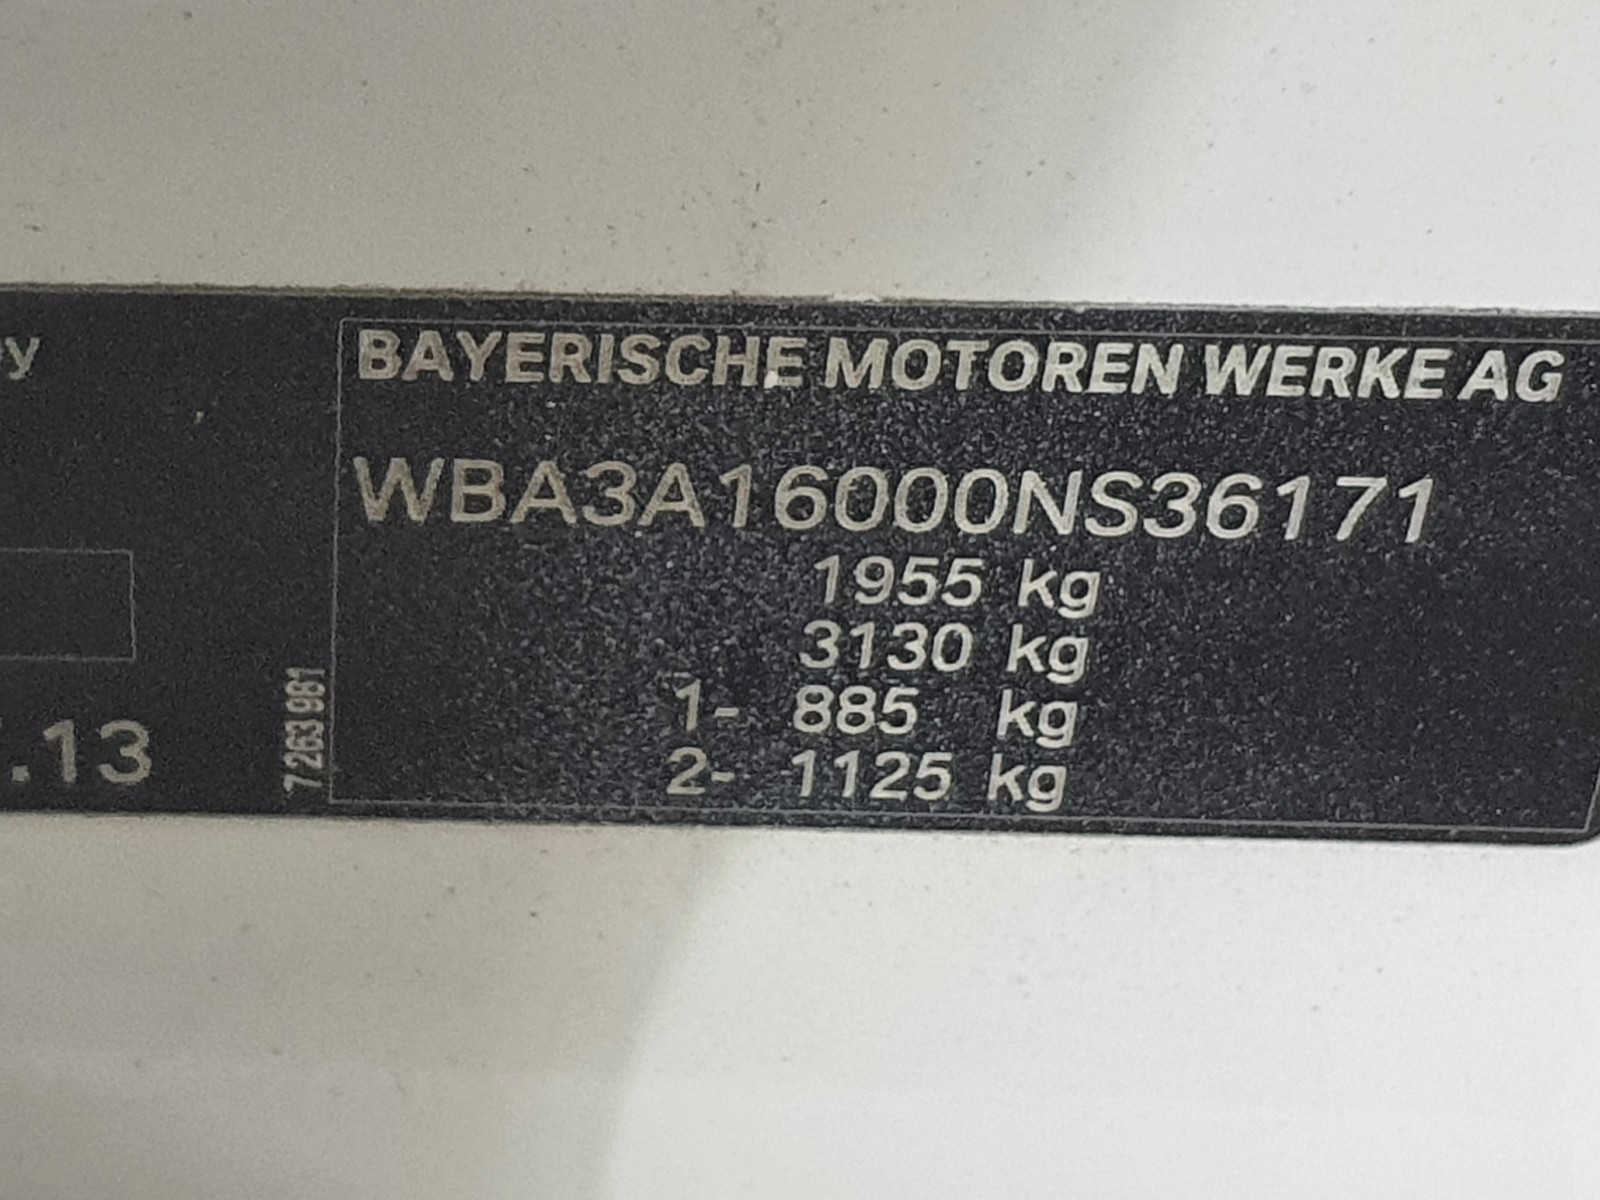 BAYERISCHE MOTOREN WERKE AG
WBA3A16000NS36171
1955 kg
3130 kg
1- 885 kg
2- 1125 kg
7263 981
.13